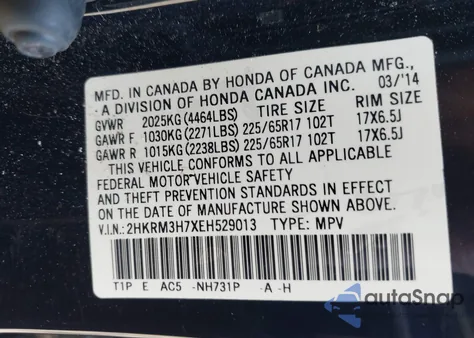 MFD. IN CANADA BY HONDA OF CANADA MFG.,
-A DIVISION OF HONDA CANADA INC. 03/'14
GVWR 2025KG (4464LBS) TIRE SIZE RIM SIZE
GAWR F 1030KG (2271LBS) 225/65R17 102T 17X6.5J
GAWR R 1015KG (2238LBS) 225/65R17 102T 17X6.5J
THIS VEHICLE CONFORMS TO ALL APPLICABLE
FEDERAL MOTOR VEHICLE SAFETY
AND THEFT PREVENTION STANDARDS IN EFFECT
ON THE DATE OF MANUFACTURE SHOWN ABOVE.
V.I.N.: 2HKRM3H7XEH529013 TYPE: MPV
T1P E AC5 -NH731P -A -H
autoSnap